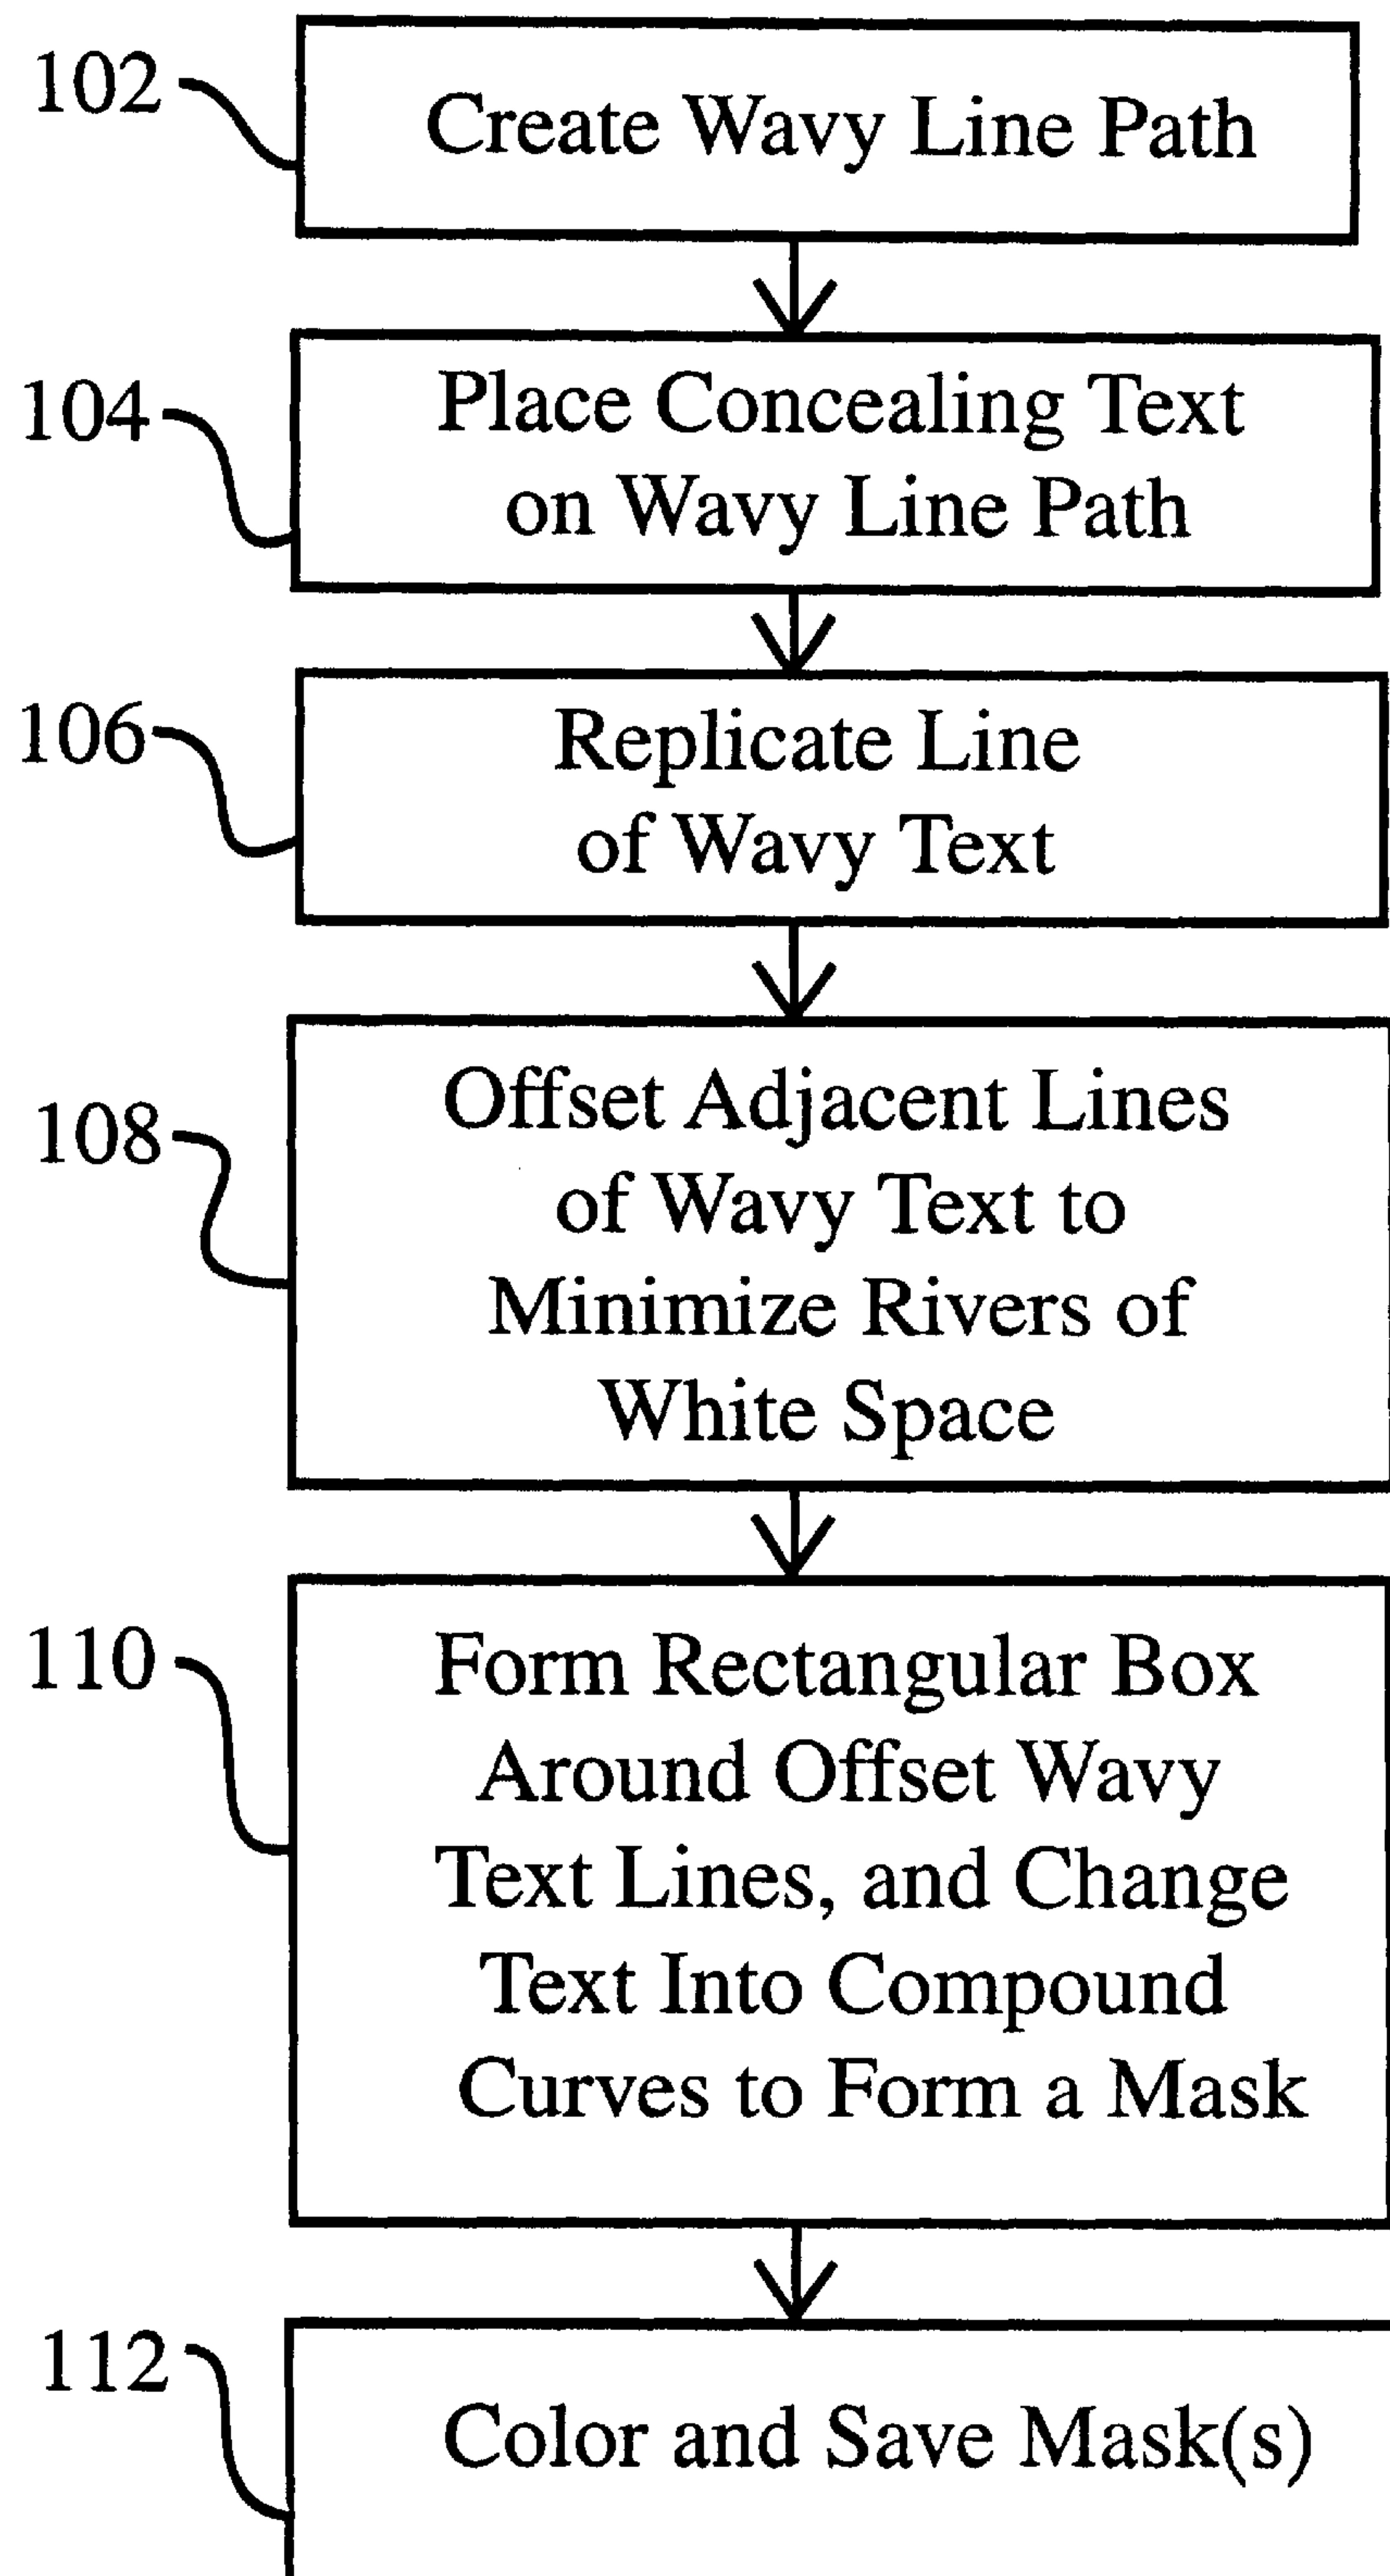 102
Create Wavy Line Path
104
Place Concealing Text
on Wavy Line Path
106
Replicate Line
of Wavy Text
108
Offset Adjacent Lines
of Wavy Text to
Minimize Rivers of
White Space
110
Form Rectangular Box
Around Offset Wavy
Text Lines, and Change
Text Into Compound
Curves to Form a Mask
112
Color and Save Mask(s)